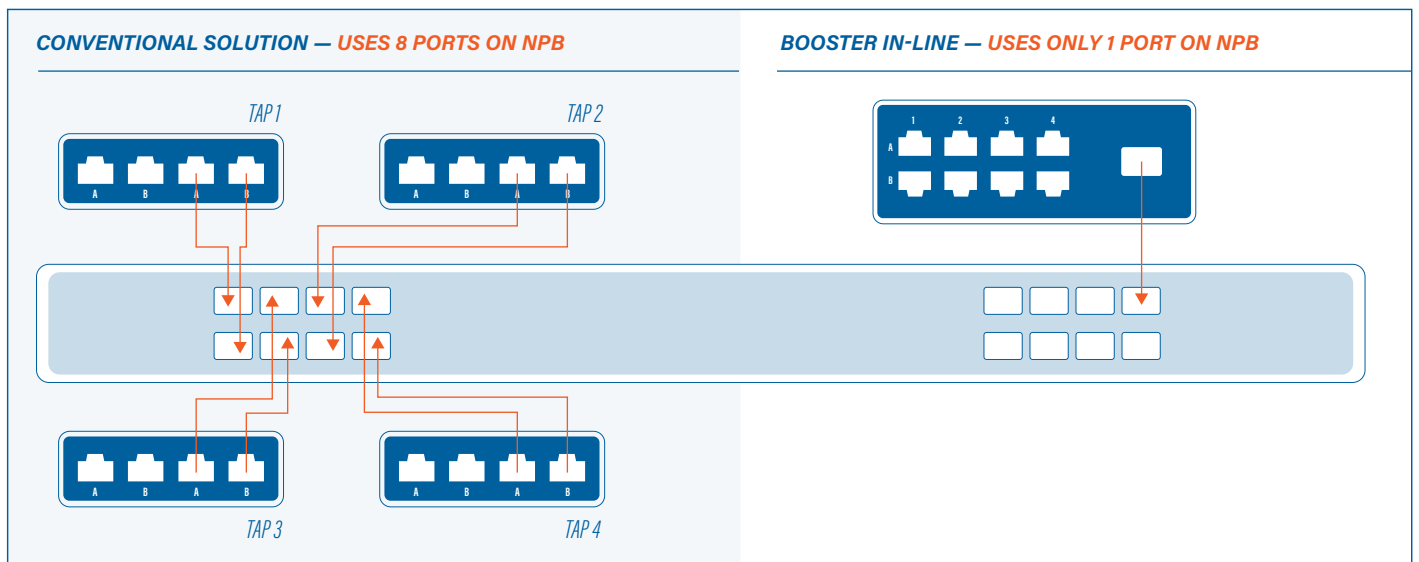 CONVENTIONAL SOLUTION — USES 8 PORTS ON NPB
BOOSTER IN-LINE — USES ONLY 1 PORT ON NPB
TAP 1
TAP 2
A B A B
A B A B
1 2 3 4
A
B
A B A B
A B A B
TAP 3
TAP 4